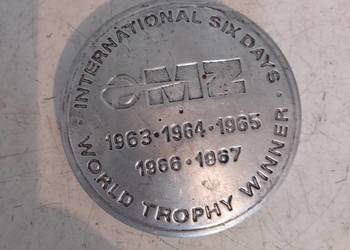 · INTERNATIONAL SIX DAYS ·
MZ
1963·1964·1965
1966·1967
WORLD TROPHY WINNER